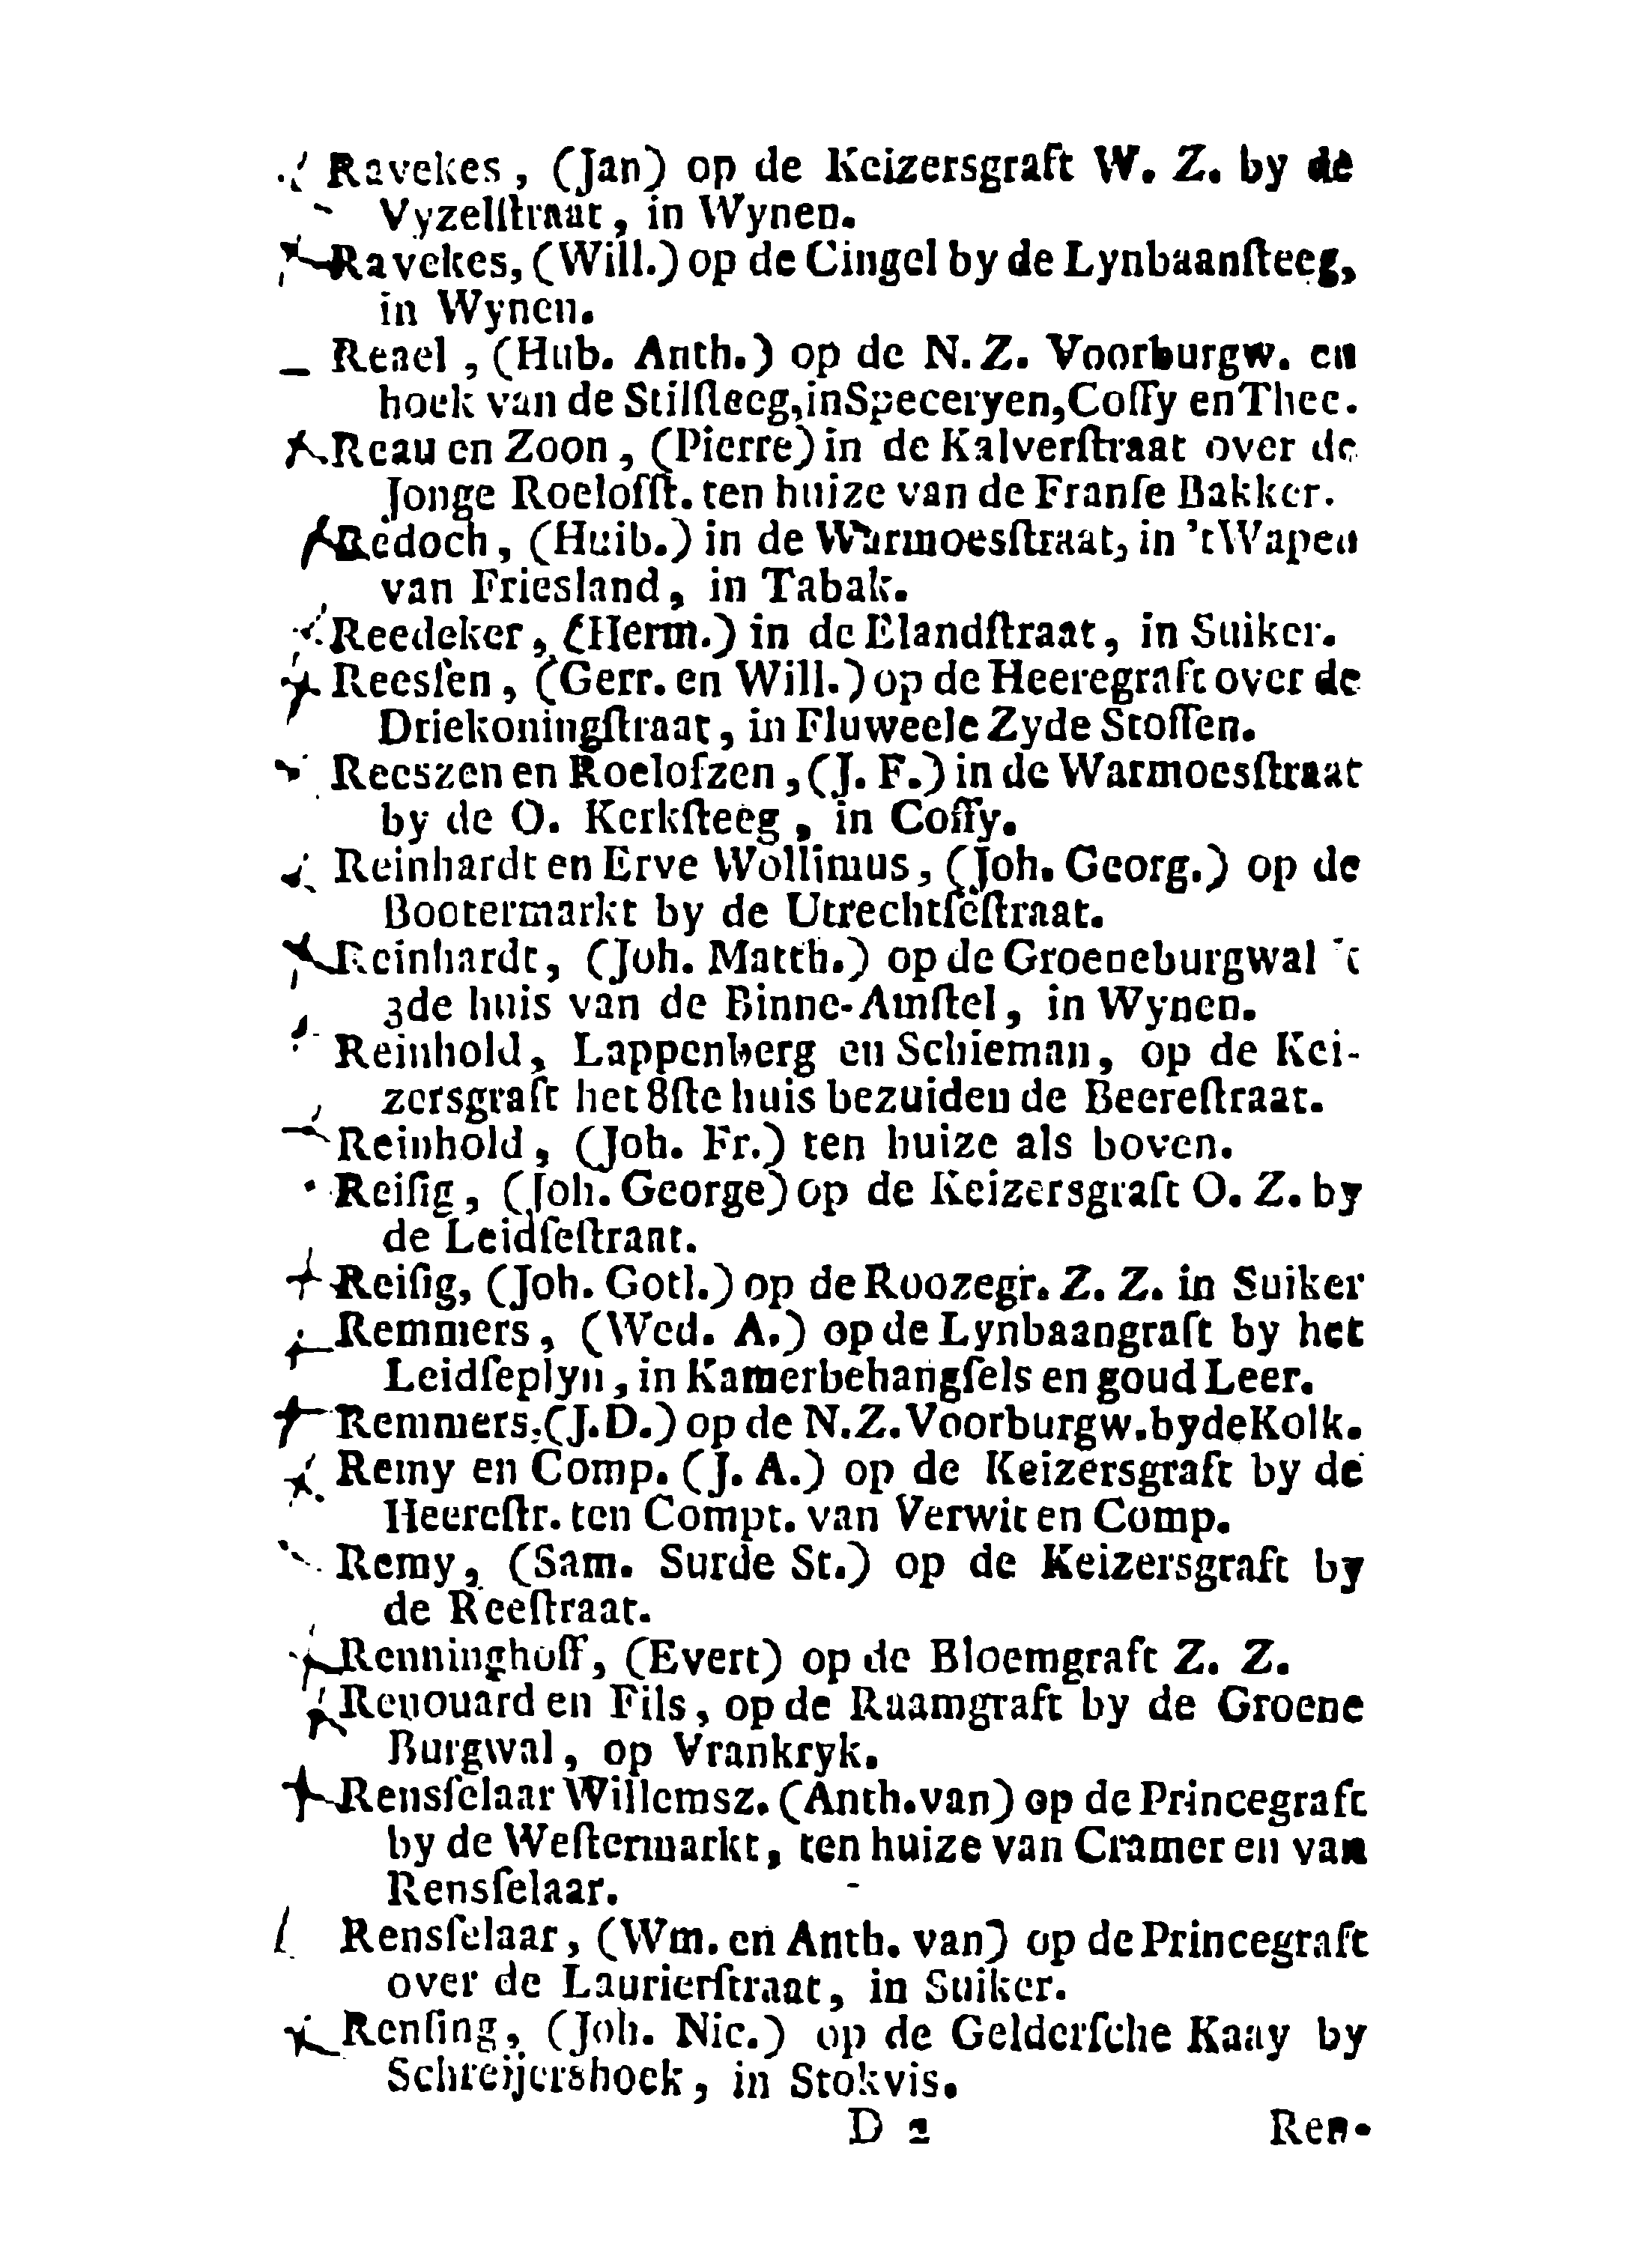 Ravekes, (Jan) op de Keizersgraft W. Z. by de
Vyzelſtraat, in Wynen.
Ravekes, (Will.) op de Cingel by de Lynbaanſteeg,
in Wynen.
Reael, (Hub. Anth.) op de N. Z. Voorburgw. en
hoek van de Stilſteeg, in Speceryen, Coffy en Thee.
Reau en Zoon, (Pierre) in de Kalverſtraat over de
Jonge Roelofſt. ten huize van de Franſe Bakker.
Redoch, (Huib.) in de Warmoesſtraat, in 't Wapen
van Friesland, in Tabak.
Reedeker, (Herm.) in de Elandſtraat, in Suiker.
Reesſen, (Gerr. en Will.) op de Heeregraft over de
Driekoningſtraat, in Fluweele Zyde Stoffen.
Reeszen en Roelofzen, (J. F.) in de Warmoesſtraat
by de O. Kerkſteeg, in Coffy.
Reinhardt en Erve Wollimus, (Joh. Georg.) op de
Bootermarkt by de Utrechtſeſtraat.
Reinhardt, (Joh. Matth.) op de Groeneburgwal 't
3de huis van de Binne-Amſtel, in Wynen.
Reinhold, Lappenberg en Schieman, op de Kei-
zersgraft het 8ſte huis bezuiden de Beereſtraat.
Reinhold, (Joh. Fr.) ten huize als boven.
Reiſig, (Joh. George) op de Keizersgraft O. Z. by
de Leidſeſtraat.
Reiſig, (Joh. Gotl.) op de Roozegr. Z. Z. in Suiker
Remmers, (Wed. A.) op de Lynbaangraft by het
Leidſeplyn, in Kamerbehangſels en goud Leer.
Remmers, (J. D.) op de N. Z. Voorburgw. by de Kolk.
Remy en Comp. (J. A.) op de Keizersgraft by de
Heereſtr. ten Compt. van Verwit en Comp.
Remy, (Sam. Surde St.) op de Keizersgraft by
de Reeſtraat.
Renninghoff, (Evert) op de Bloemgraft Z. Z.
Renouard en Fils, op de Raamgraft by de Groene
Burgwal, op Vrankryk.
Rensſelaar Willemsz. (Anth. van) op de Princegraft
by de Weſtermarkt, ten huize van Cramer en van
Rensſelaar.
Rensſelaar, (Wm. en Anth. van) op de Princegraft
over de Laurierſtraat, in Suiker.
Renſing, (Joh. Nic.) op de Gelderſche Kaay by
Schreijershoek, in Stokvis.
D 2 Ren-